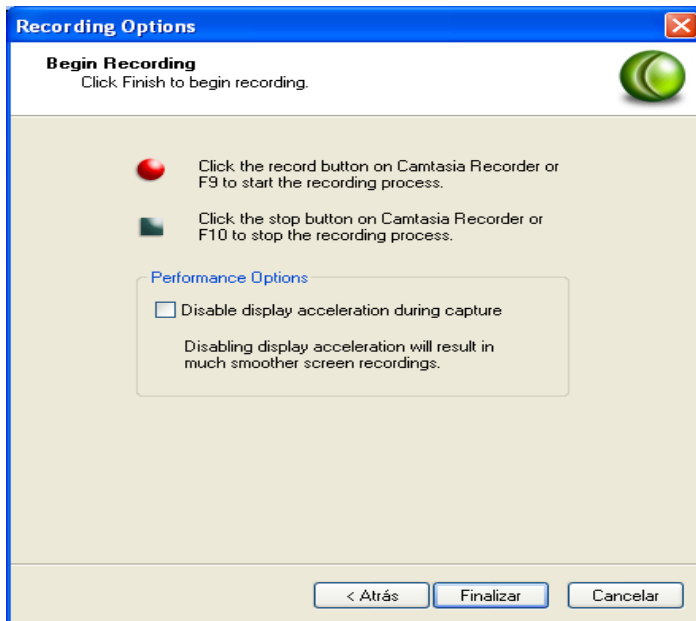 Recording Options
Begin Recording
Click Finish to begin recording.
Click the record button on Camtasia Recorder or
F9 to start the recording process.
Click the stop button on Camtasia Recorder or
F10 to stop the recording process.
Performance Options
Disable display acceleration during capture
Disabling display acceleration will result in
much smoother screen recordings.
< Atrás Finalizar Cancelar